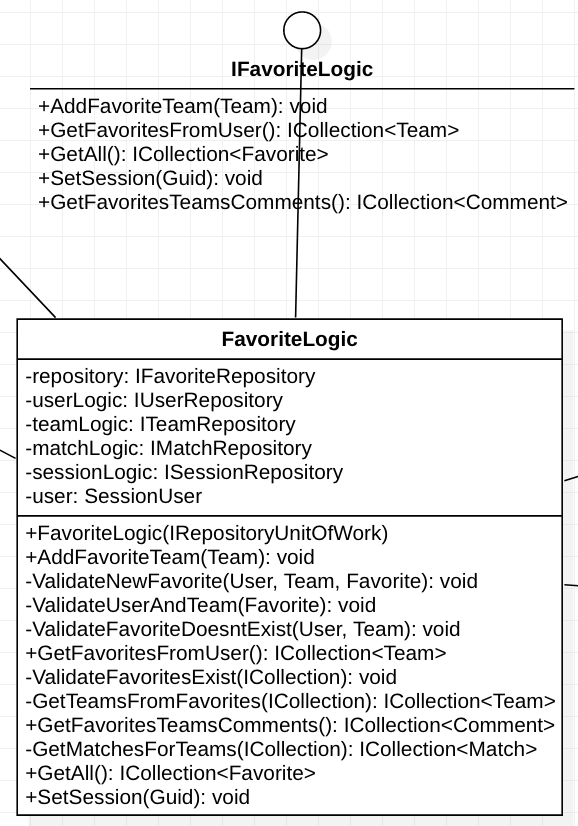 IFavoriteLogic
+AddFavoriteTeam(Team): void
+GetFavoritesFromUser(): ICollection<Team>
+GetAll(): ICollection<Favorite>
+SetSession(Guid): void
+GetFavoritesTeamsComments(): ICollection<Comment>
FavoriteLogic
-repository: IFavoriteRepository
-userLogic: IUserRepository
-teamLogic: ITeamRepository
-matchLogic: IMatchRepository
-sessionLogic: ISessionRepository
-user: SessionUser
+FavoriteLogic(IRepositoryUnitOfWork)
+AddFavoriteTeam(Team): void
-ValidateNewFavorite(User, Team, Favorite): void
-ValidateUserAndTeam(Favorite): void
-ValidateFavoriteDoesntExist(User, Team): void
+GetFavoritesFromUser(): ICollection<Team>
-ValidateFavoritesExist(ICollection): void
-GetTeamsFromFavorites(ICollection): ICollection<Team>
+GetFavoritesTeamsComments(): ICollection<Comment>
-GetMatchesForTeams(ICollection): ICollection<Match>
+GetAll(): ICollection<Favorite>
+SetSession(Guid): void